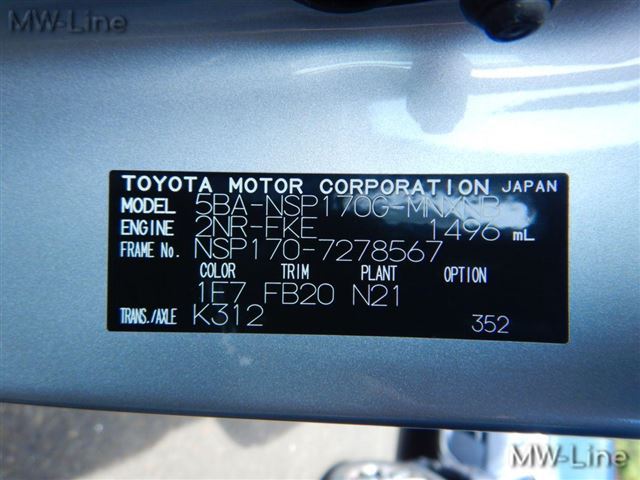 MW-Line
TOYOTA MOTOR CORPORATION JAPAN
MODEL 5BA-NSP170G-MNXNB
ENGINE 2NR-FKE 1496 mL
FRAME No. NSP170-7278567
COLOR TRIM PLANT OPTION
1E7 FB20 N21
TRANS./AXLE K312 352
MW-Line